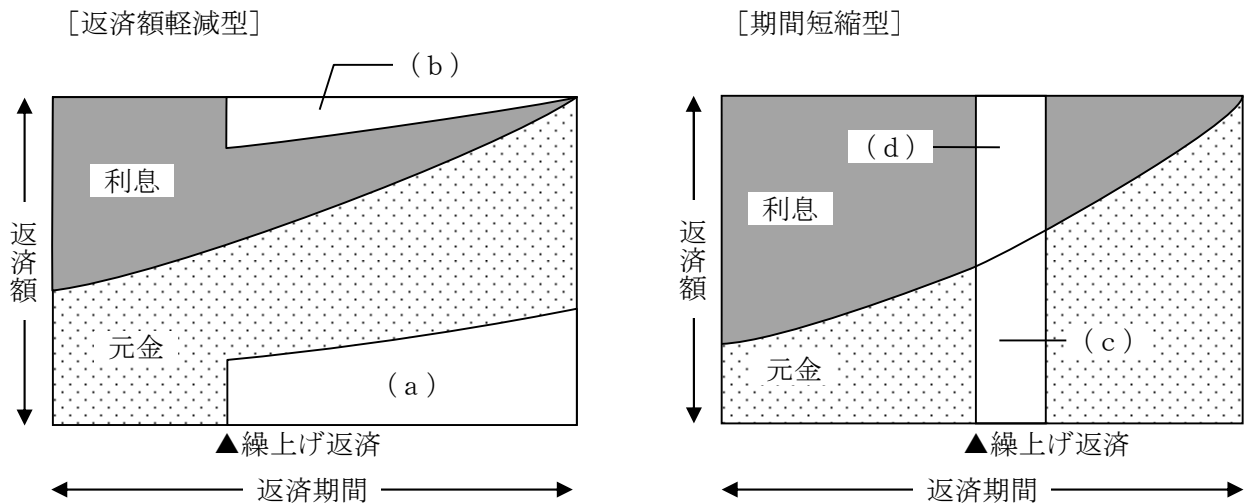 ［返済額軽減型］
（ｂ）
利息
返済額
元金
（ａ）
▲繰上げ返済
返済期間
［期間短縮型］
（ｄ）
利息
返済額
元金
（ｃ）
▲繰上げ返済
返済期間